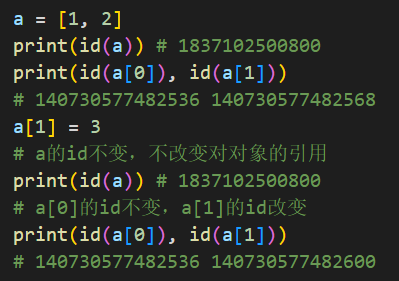 a = [1, 2]
print(id(a)) # 1837102500800
print(id(a[0]), id(a[1]))
# 140730577482536 140730577482568
a[1] = 3
# a的id不变，不改变对对象的引用
print(id(a)) # 1837102500800
# a[0]的id不变，a[1]的id改变
print(id(a[0]), id(a[1]))
# 140730577482536 140730577482600